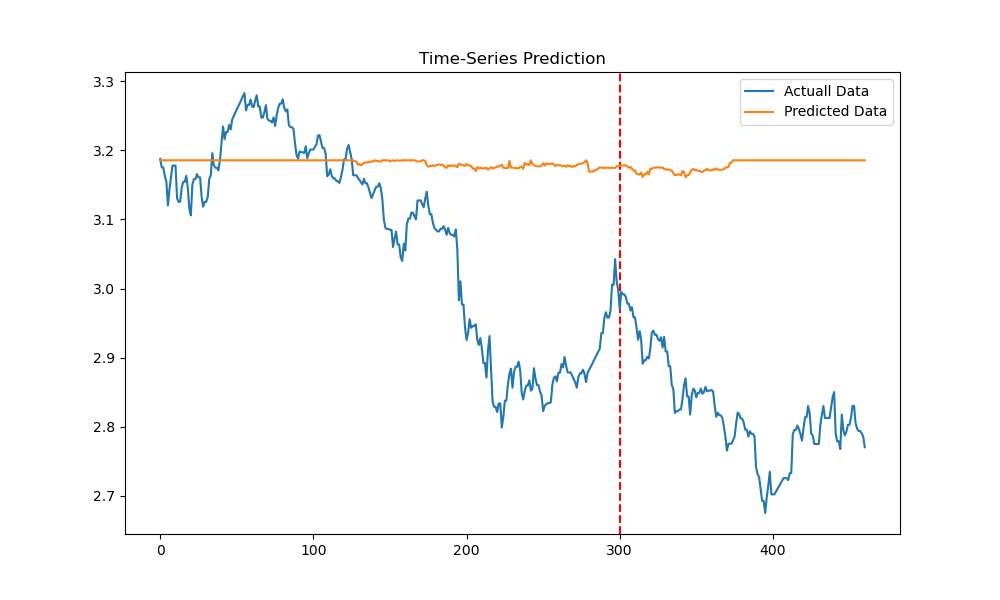 Time-Series Prediction
Actuall Data
Predicted Data
3.3
3.2
3.1
3.0
2.9
2.8
2.7
0 100 200 300 400